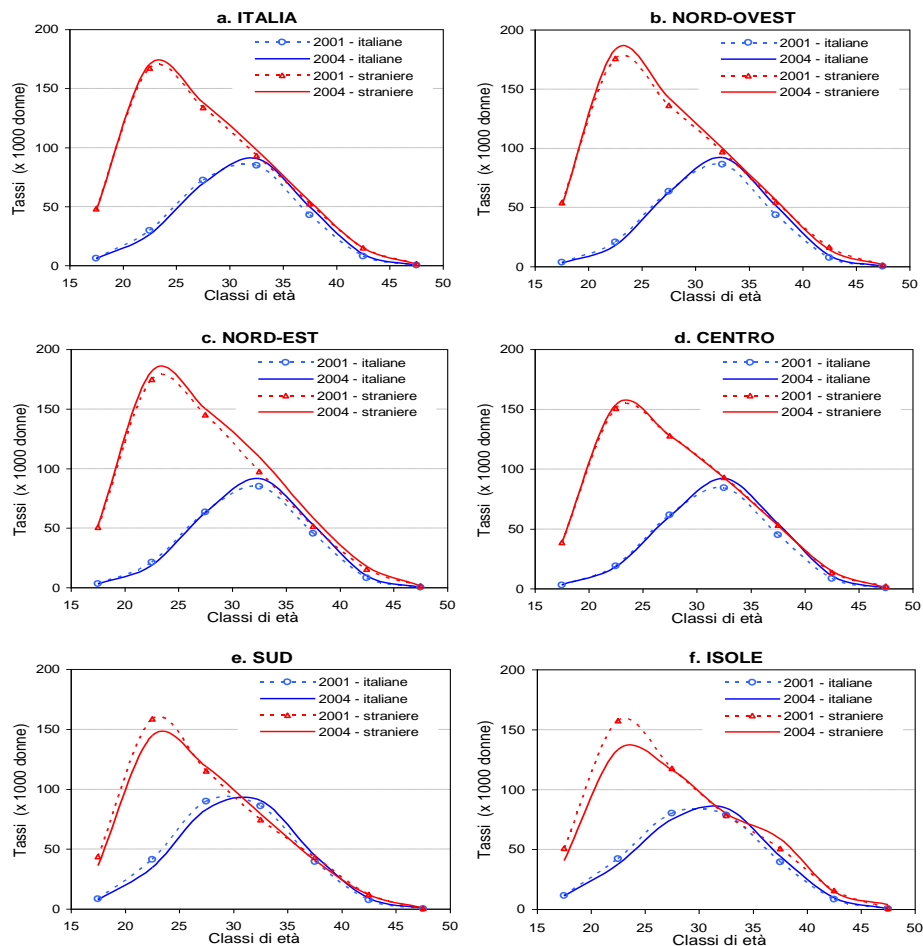 a. ITALIA
2001 - italiane
2004 - italiane
2001 - straniere
2004 - straniere
Tassi (x 1000 donne)
200
150
100
50
0
15 20 25 30 35 40 45 50
Classi di età
b. NORD-OVEST
2001 - italiane
2004 - italiane
2001 - straniere
2004 - straniere
Tassi (x 1000 donne)
200
150
100
50
0
15 20 25 30 35 40 45 50
Classi di età
c. NORD-EST
2001 - italiane
2004 - italiane
2001 - straniere
2004 - straniere
Tassi (x 1000 donne)
200
150
100
50
0
15 20 25 30 35 40 45 50
Classi di età
d. CENTRO
2001 - italiane
2004 - italiane
2001 - straniere
2004 - straniere
Tassi (x 1000 donne)
200
150
100
50
0
15 20 25 30 35 40 45 50
Classi di età
e. SUD
2001 - italiane
2004 - italiane
2001 - straniere
2004 - straniere
Tassi (x 1000 donne)
200
150
100
50
0
15 20 25 30 35 40 45 50
Classi di età
f. ISOLE
2001 - italiane
2004 - italiane
2001 - straniere
2004 - straniere
Tassi (x 1000 donne)
200
150
100
50
0
15 20 25 30 35 40 45 50
Classi di età